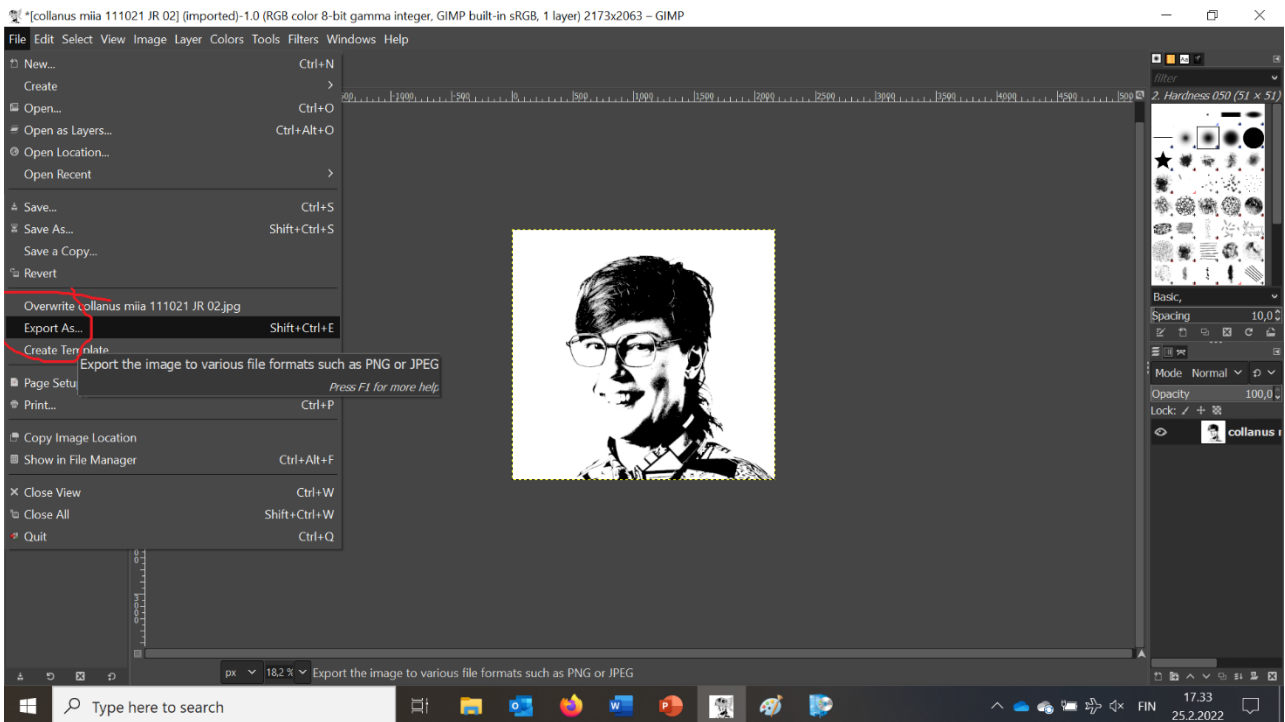 *[collanus miia 111021 JR 02] (imported)-1.0 (RGB color 8-bit gamma integer, GIMP built-in sRGB, 1 layer) 2173x2063 – GIMP
File Edit Select View Image Layer Colors Tools Filters Windows Help
New... Ctrl+N
Create
Open... Ctrl+O
Open as Layers... Ctrl+Alt+O
Open Location...
Open Recent
Save... Ctrl+S
Save As... Shift+Ctrl+S
Save a Copy...
Revert
Overwrite collanus miia 111021 JR 02.jpg
Export As... Shift+Ctrl+E
Create Template
Export the image to various file formats such as PNG or JPEG
Press F1 for more help
Page Setu
Print... Ctrl+P
Copy Image Location
Show in File Manager Ctrl+Alt+F
Close View Ctrl+W
Close All Shift+Ctrl+W
Quit Ctrl+Q
filter
2. Hardness 050 (51 × 51)
Basic,
Spacing 10,0
Mode Normal
Opacity 100,0
Lock:
collanus
px 18,2 % Export the image to various file formats such as PNG or JPEG
Type here to search
FIN
17.33
25.2.2022